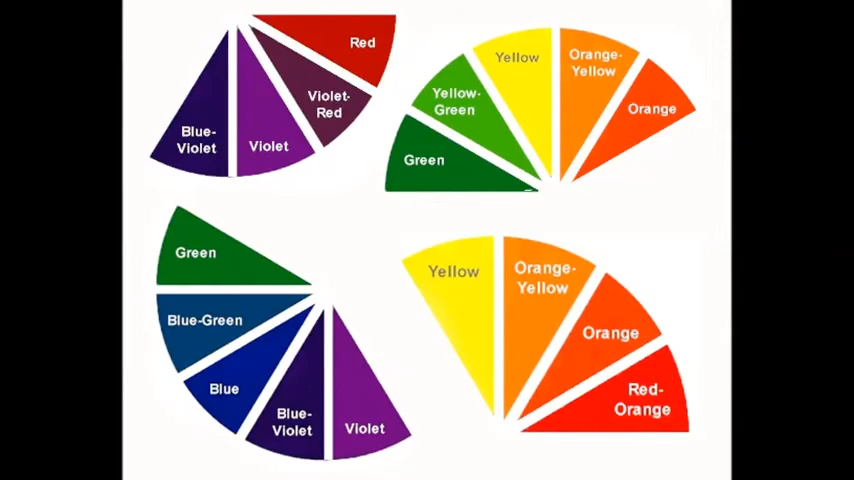 Red
Violet-
Red
Violet
Blue-
Violet
Green
Yellow-
Green
Yellow
Orange-
Yellow
Orange
Green
Blue-Green
Blue
Blue-
Violet
Violet
Yellow
Orange-
Yellow
Orange
Red-
Orange